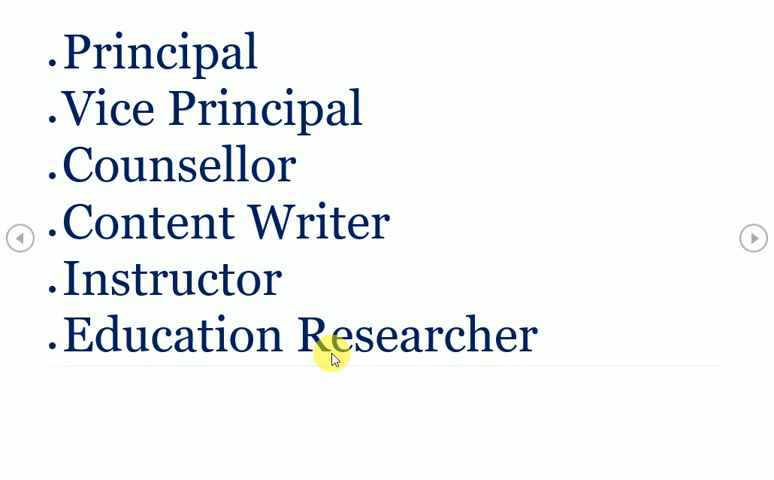 .Principal
.Vice Principal
.Counsellor
.Content Writer
.Instructor
.Education Researcher